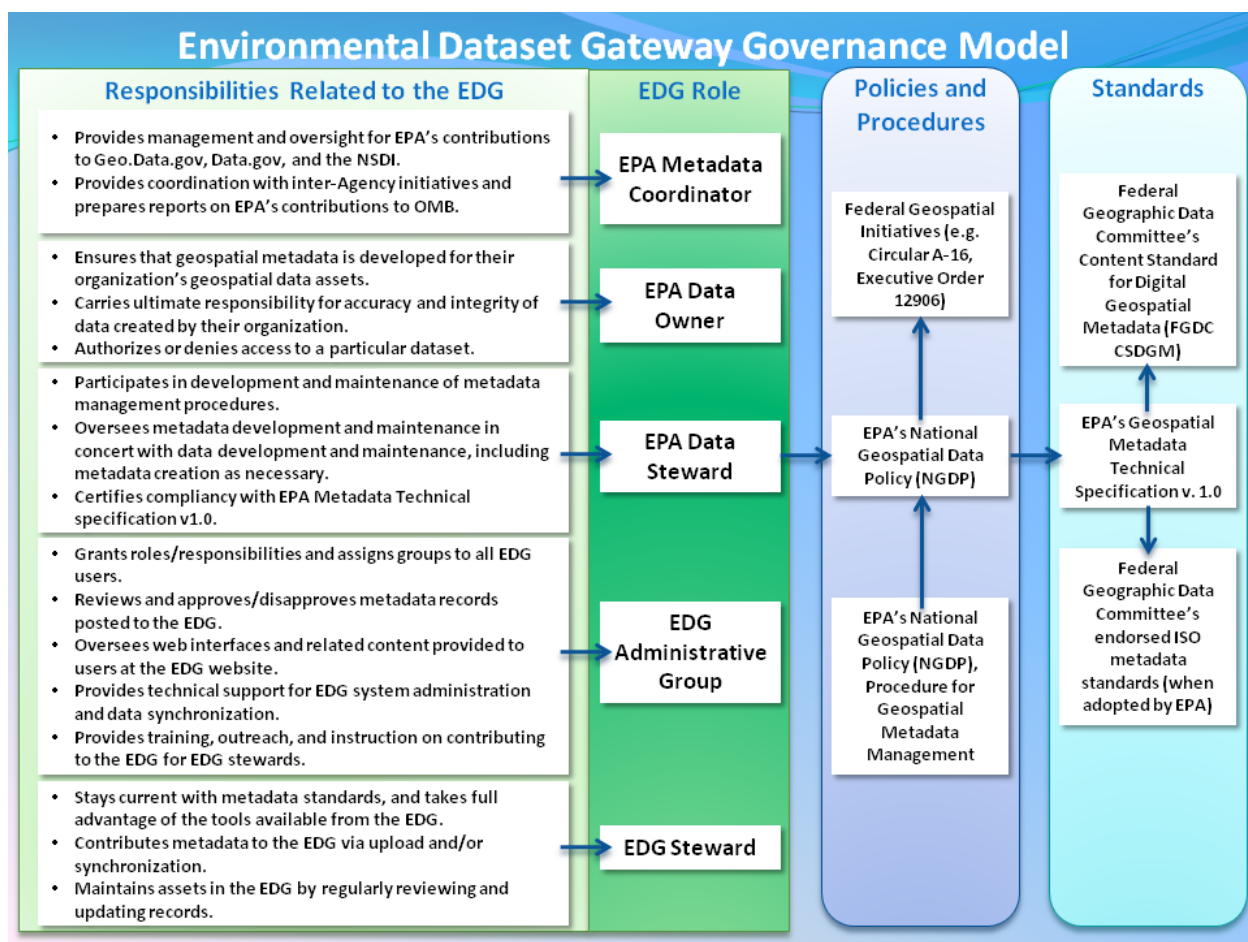 Environmental Dataset Gateway Governance Model
Responsibilities Related to the EDG
• Provides management and oversight for EPA's contributions
to Geo.Data.gov, Data.gov, and the NSDI.
• Provides coordination with inter-Agency initiatives and
prepares reports on EPA's contributions to OMB.
• Ensures that geospatial metadata is developed for their
organization's geospatial data assets.
• Carries ultimate responsibility for accuracy and integrity of
data created by their organization.
• Authorizes or denies access to a particular dataset.
• Participates in development and maintenance of metadata
management procedures.
• Oversees metadata development and maintenance in
concert with data development and maintenance, including
metadata creation as necessary.
• Certifies compliancy with EPA Metadata Technical
specification v1.0.
• Grants roles/responsibilities and assigns groups to all EDG
users.
• Reviews and approves/disapproves metadata records
posted to the EDG.
• Oversees web interfaces and related content provided to
users at the EDG website.
• Provides technical support for EDG system administration
and data synchronization.
• Provides training, outreach, and instruction on contributing
to the EDG for EDG stewards.
• Stays current with metadata standards, and takes full
advantage of the tools available from the EDG.
• Contributes metadata to the EDG via upload and/or
synchronization.
• Maintains assets in the EDG by regularly reviewing and
updating records.
EDG Role
EPA Metadata
Coordinator
EPA Data
Owner
EPA Data
Steward
EDG
Administrative
Group
EDG Steward
Policies and
Procedures
Federal Geospatial
Initiatives (e.g.
Circular A-16,
Executive Order
12906)
EPA's National
Geospatial Data
Policy (NGDP)
EPA's National
Geospatial Data
Policy (NGDP),
Procedure for
Geospatial
Metadata
Management
Standards
Federal
Geographic Data
Committee's
Content Standard
for Digital
Geospatial
Metadata (FGDC
CSDGM)
EPA's Geospatial
Metadata
Technical
Specification v. 1.0
Federal
Geographic Data
Committee's
endorsed ISO
metadata
standards (when
adopted by EPA)